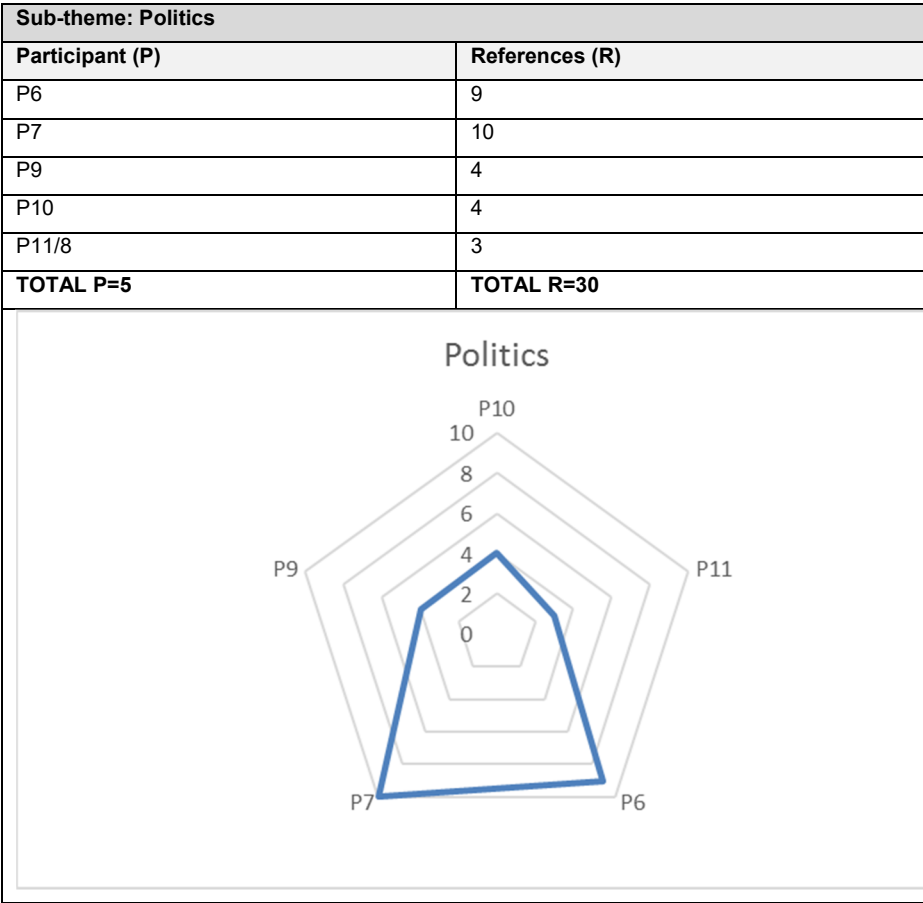 Sub-theme: Politics
Participant (P) References (R)
P6 9
P7 10
P9 4
P10 4
P11/8 3
TOTAL P=5 TOTAL R=30
Politics
P10
10
8
6
4
2
0
P9
P11
P7
P6